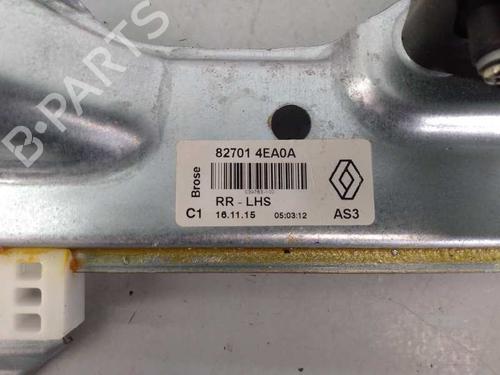 B-PARTS
Brose
82701 4EA0A
RR - LHS
C1 16.11.15 05:03:12 AS3